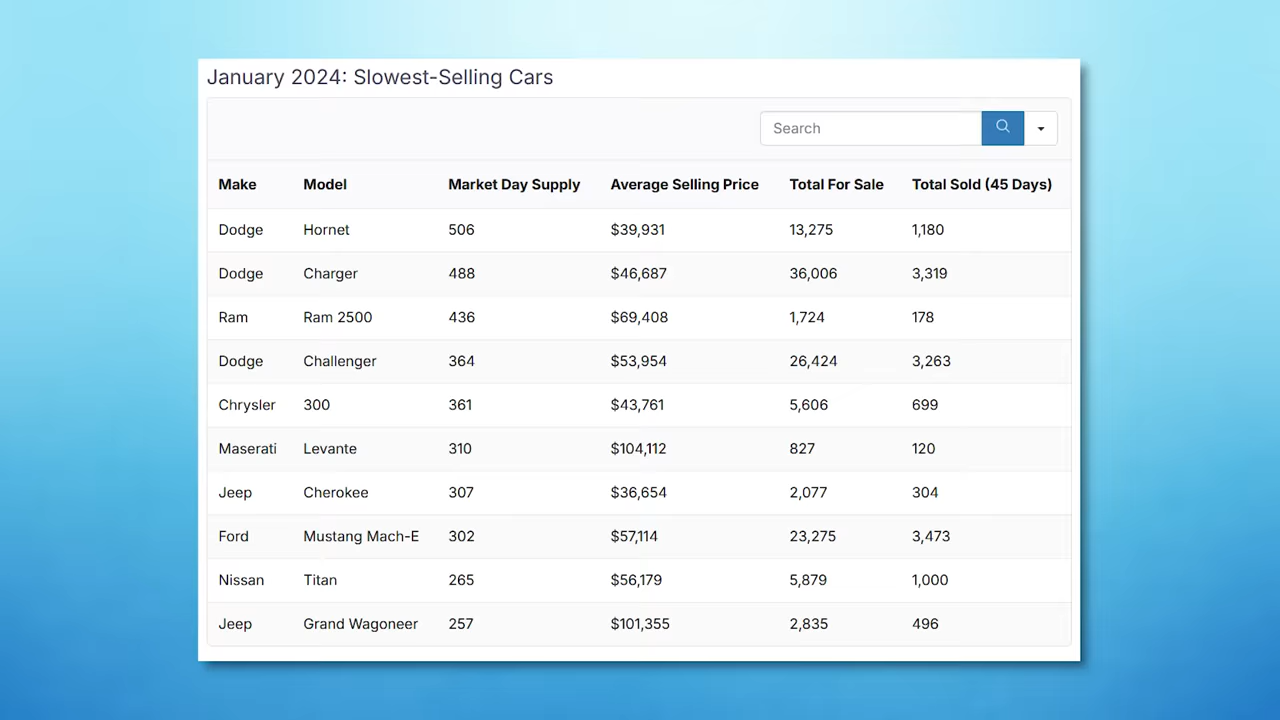 January 2024: Slowest-Selling Cars
Search
Make Model Market Day Supply Average Selling Price Total For Sale Total Sold (45 Days)
Dodge Hornet 506 $39,931 13,275 1,180
Dodge Charger 488 $46,687 36,006 3,319
Ram Ram 2500 436 $69,408 1,724 178
Dodge Challenger 364 $53,954 26,424 3,263
Chrysler 300 361 $43,761 5,606 699
Maserati Levante 310 $104,112 827 120
Jeep Cherokee 307 $36,654 2,077 304
Ford Mustang Mach-E 302 $57,114 23,275 3,473
Nissan Titan 265 $56,179 5,879 1,000
Jeep Grand Wagoneer 257 $101,355 2,835 496